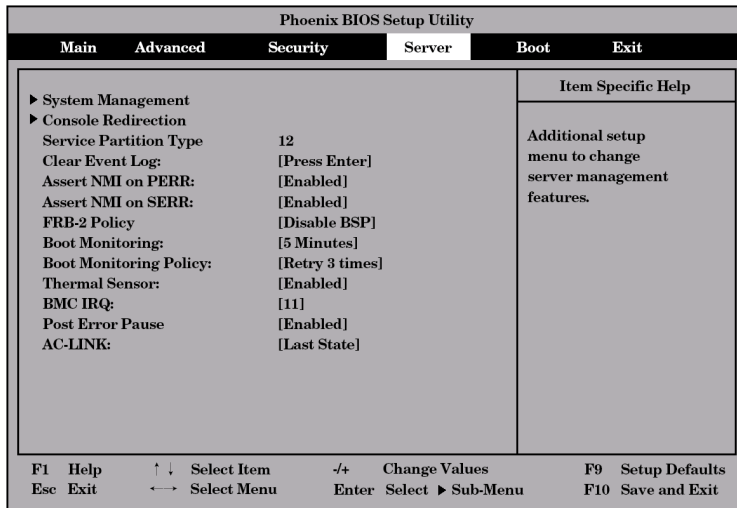 Phoenix BIOS Setup Utility
Main Advanced Security Server Boot Exit
Item Specific Help
▶ System Management
▶ Console Redirection
Service Partition Type 12
Clear Event Log: [Press Enter]
Assert NMI on PERR: [Enabled]
Assert NMI on SERR: [Enabled]
FRB-2 Policy [Disable BSP]
Boot Monitoring: [5 Minutes]
Boot Monitoring Policy: [Retry 3 times]
Thermal Sensor: [Enabled]
BMC IRQ: [11]
Post Error Pause [Enabled]
AC-LINK: [Last State]
Additional setup
menu to change
server management
features.
F1 Help ↑ ↓ Select Item -/+ Change Values F9 Setup Defaults
Esc Exit ←→ Select Menu Enter Select ▶ Sub-Menu F10 Save and Exit